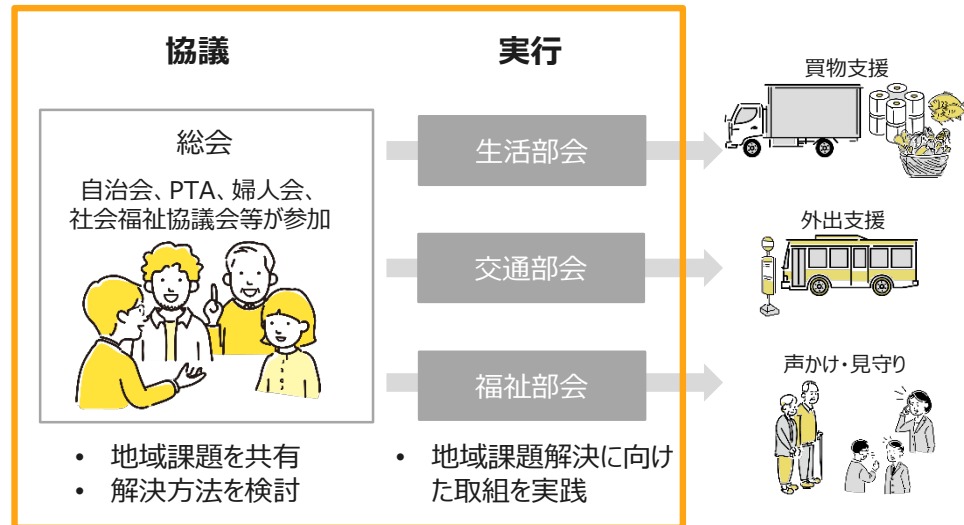 協議
総会
自治会、PTA、婦人会、
社会福祉協議会等が参加
• 地域課題を共有
• 解決方法を検討
実行
生活部会
交通部会
福祉部会
• 地域課題解決に向け
た取組を実践
買物支援
外出支援
声かけ・見守り